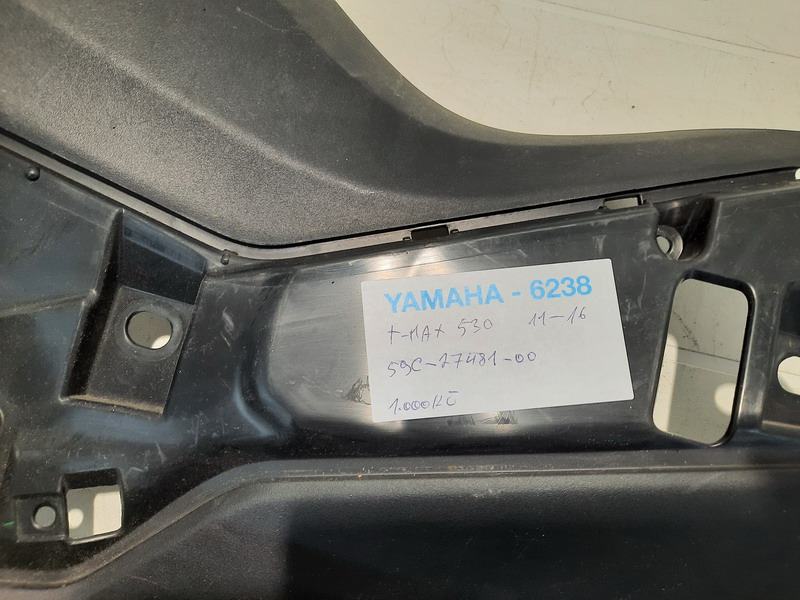 YAMAHA - 6238
T-MAX 530 11-16
59C-27481-00
1.000Kč